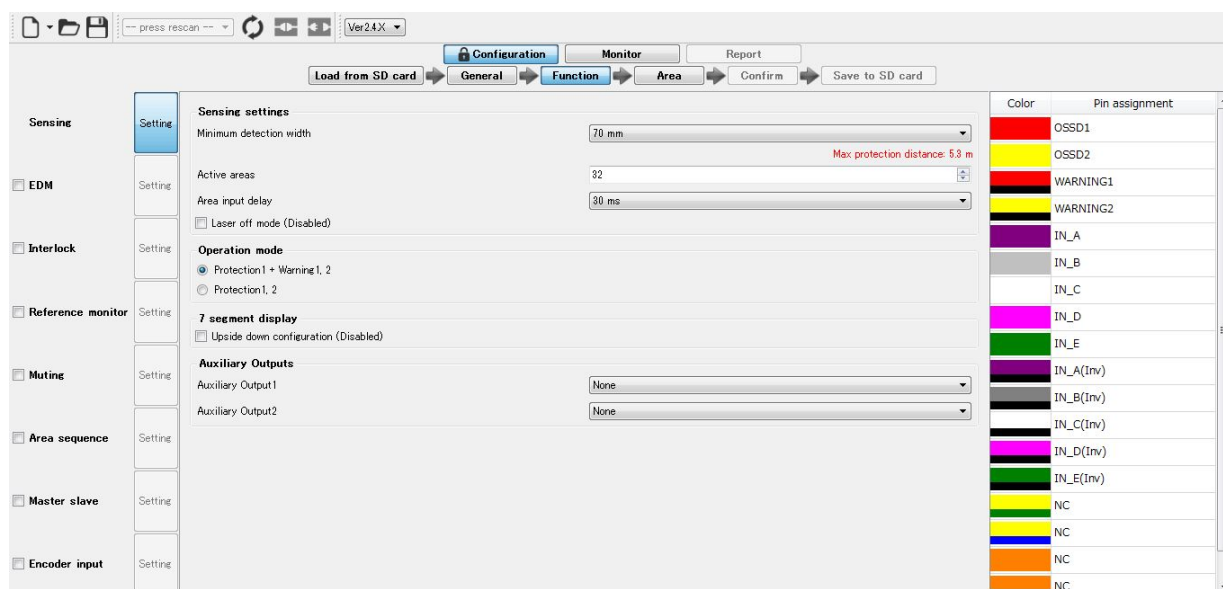 -- press rescan --
Ver2.4.X
Configuration
Monitor
Report
Load from SD card
General
Function
Area
Confirm
Save to SD card
Sensing
Setting
EDM
Setting
Interlock
Setting
Reference monitor
Setting
Muting
Setting
Area sequence
Setting
Master slave
Setting
Encoder input
Setting
Sensing settings
Minimum detection width
70 mm
Max protection distance: 5.3 m
Active areas
32
Area input delay
30 ms
Laser off mode (Disabled)
Operation mode
Protection1 + Warning1, 2
Protection1, 2
7 segment display
Upside down configuration (Disabled)
Auxiliary Outputs
Auxiliary Output1
None
Auxiliary Output2
None
Color
Pin assignment
OSSD1
OSSD2
WARNING1
WARNING2
IN_A
IN_B
IN_C
IN_D
IN_E
IN_A(Inv)
IN_B(Inv)
IN_C(Inv)
IN_D(Inv)
IN_E(Inv)
NC
NC
NC
NC